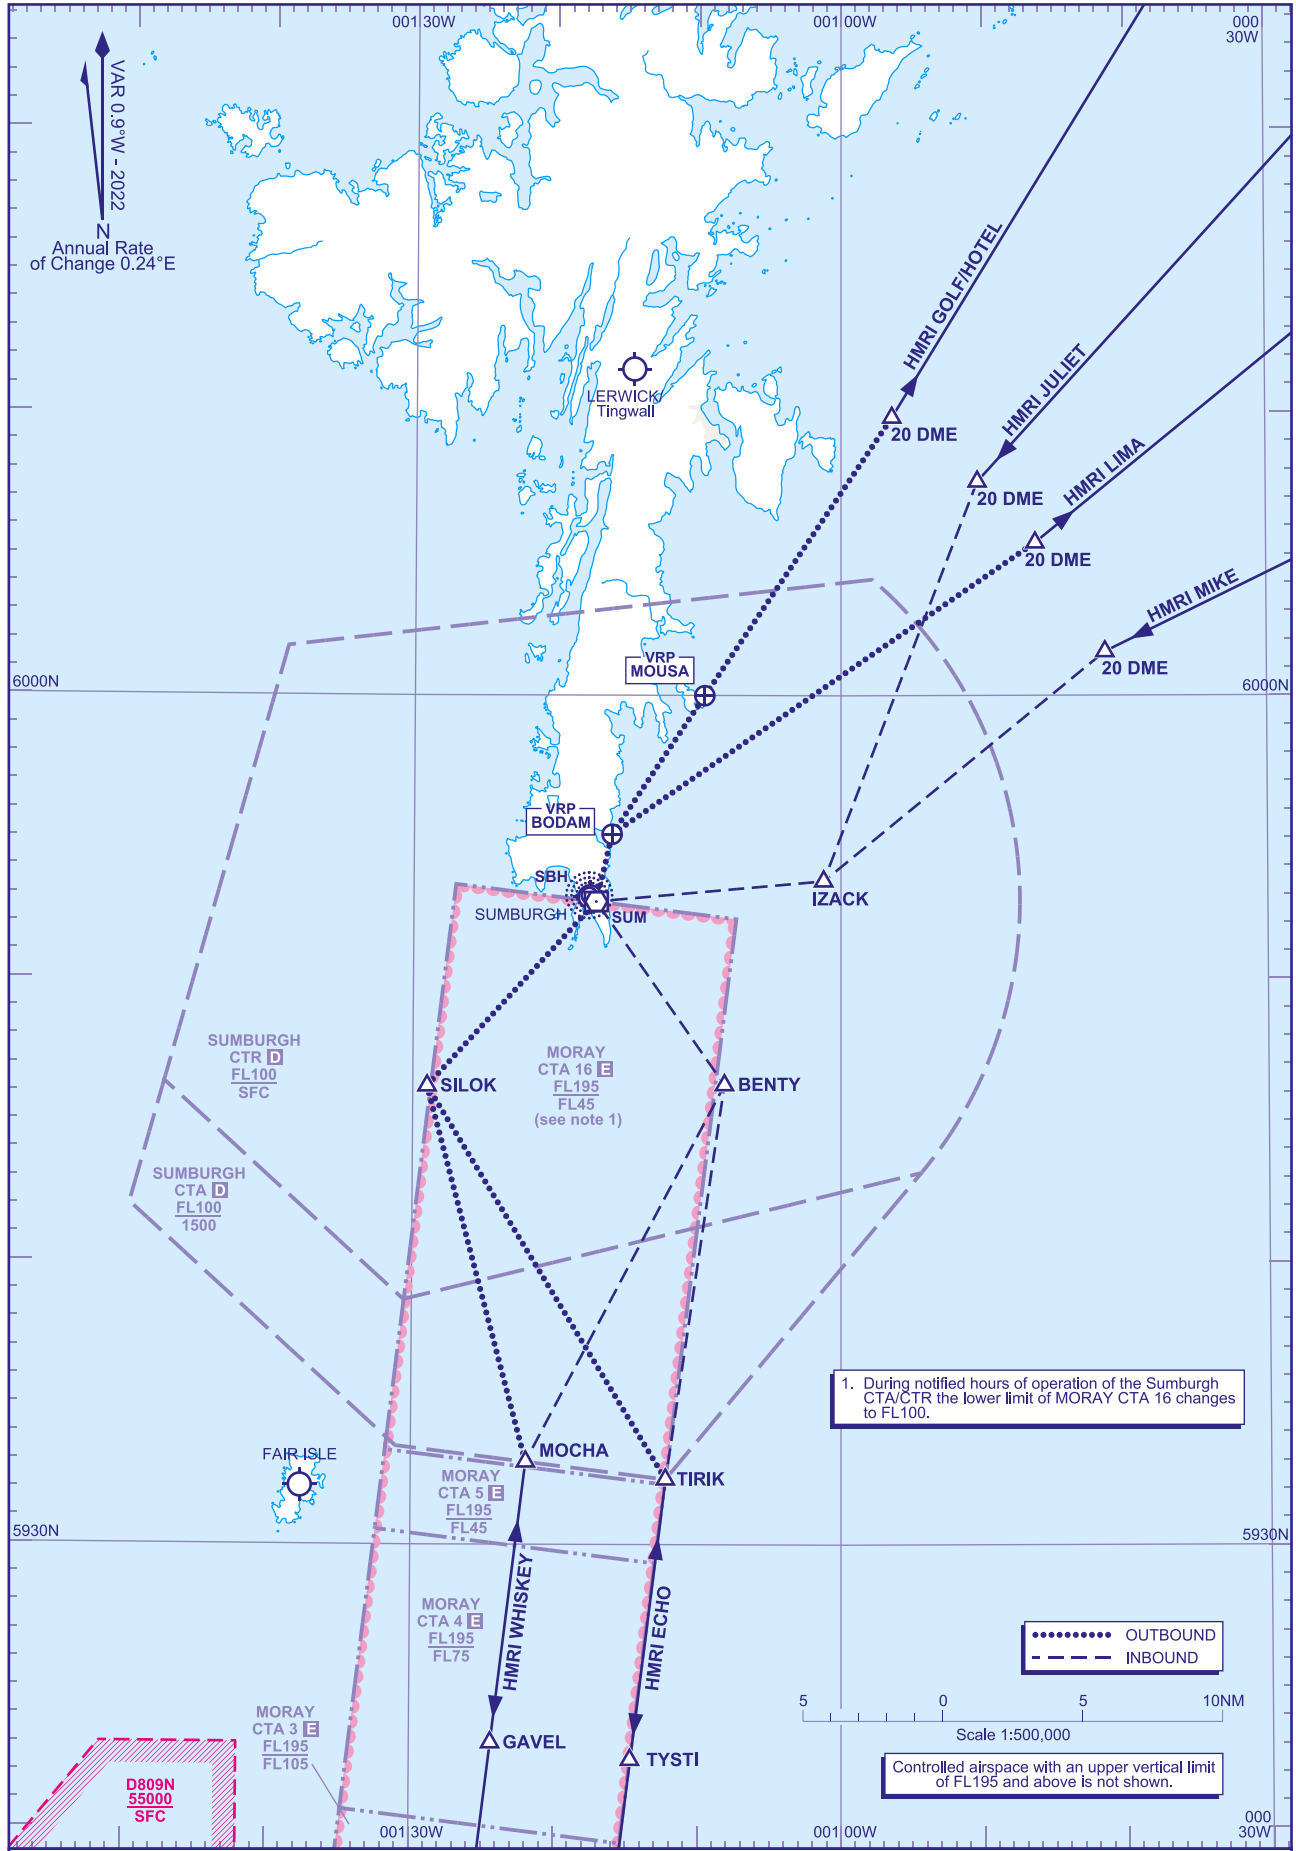 001 30W
001 00W
000
30W
VAR 0.9°W - 2022
N
Annual Rate
of Change 0.24°E
HMRI GOLF/HOTEL
HMRI JULIET
LERWICK/
Tingwall
20 DME
HMRI LIMA
20 DME
20 DME
HMRI MIKE
20 DME
VRP
MOUSA
6000N
6000N
VRP
BODAM
SBH
SUMBURGH
SUM
IZACK
SUMBURGH
CTR D
FL100
SFC
MORAY
CTA 16 E
FL195
FL45
(see note 1)
SILOK
BENTY
SUMBURGH
CTA D
FL100
1500
1. During notified hours of operation of the Sumburgh
CTA/CTR the lower limit of MORAY CTA 16 changes
to FL100.
FAIR ISLE
MOCHA
TIRIK
MORAY
CTA 5 E
FL195
FL45
5930N
5930N
HMRI WHISKEY
HMRI ECHO
MORAY
CTA 4 E
FL195
FL75
OUTBOUND
INBOUND
5 0 5 10NM
Scale 1:500,000
MORAY
CTA 3 E
FL195
FL105
GAVEL
TYSTI
Controlled airspace with an upper vertical limit
of FL195 and above is not shown.
D809N
55000
SFC
001 30W
001 00W
000
30W